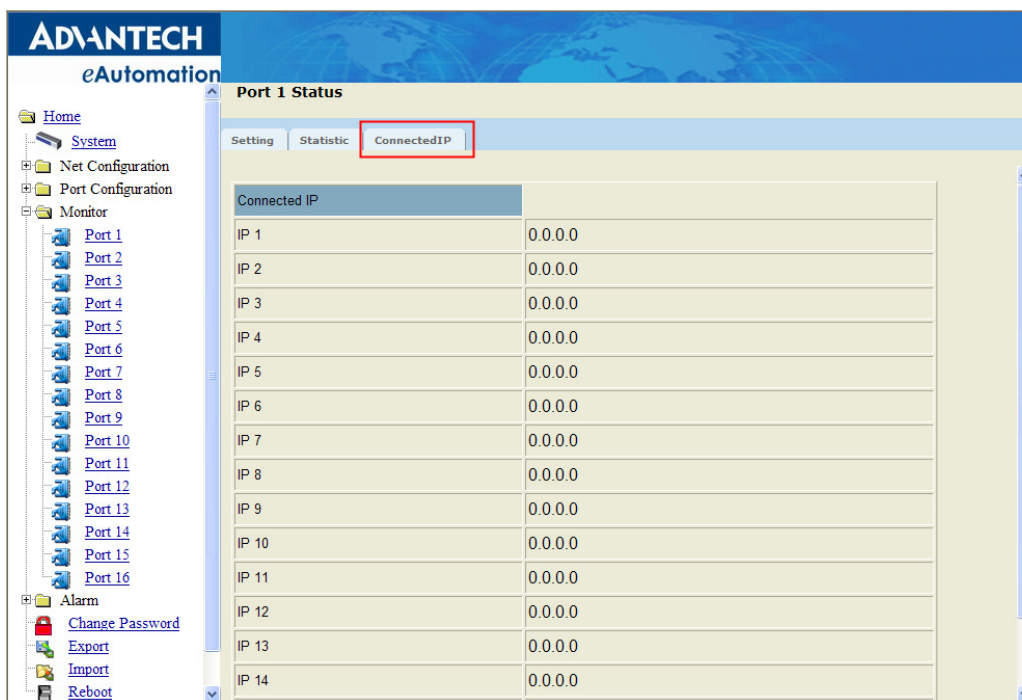 ADVANTECH
eAutomation
Home
System
Net Configuration
Port Configuration
Monitor
Port 1
Port 2
Port 3
Port 4
Port 5
Port 6
Port 7
Port 8
Port 9
Port 10
Port 11
Port 12
Port 13
Port 14
Port 15
Port 16
Alarm
Change Password
Export
Import
Reboot
Port 1 Status
Setting Statistic ConnectedIP
Connected IP
IP 1 0.0.0.0
IP 2 0.0.0.0
IP 3 0.0.0.0
IP 4 0.0.0.0
IP 5 0.0.0.0
IP 6 0.0.0.0
IP 7 0.0.0.0
IP 8 0.0.0.0
IP 9 0.0.0.0
IP 10 0.0.0.0
IP 11 0.0.0.0
IP 12 0.0.0.0
IP 13 0.0.0.0
IP 14 0.0.0.0